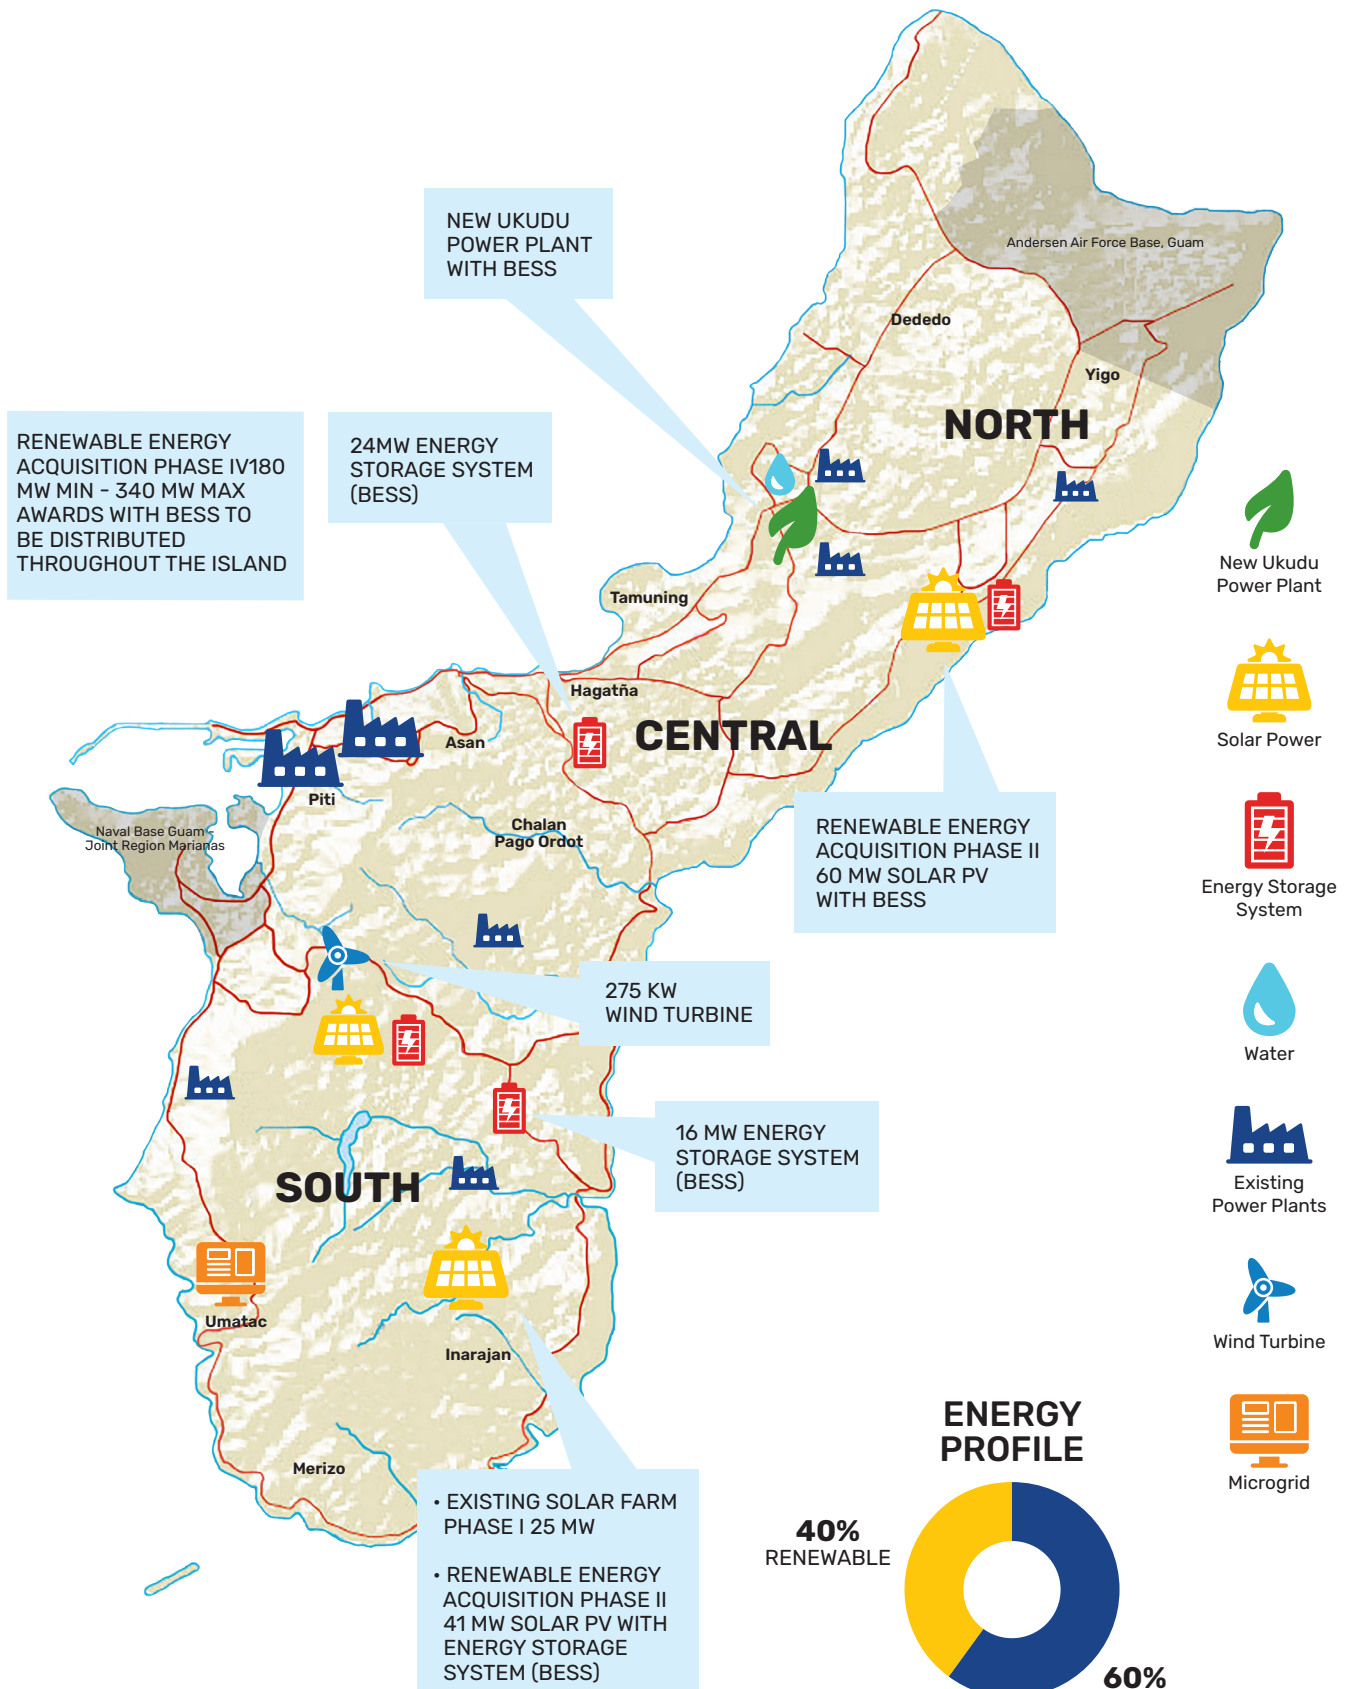 NEW UKUDU
POWER PLANT
WITH BESS
Andersen Air Force Base, Guam
Dededo
Yigo
NORTH
RENEWABLE ENERGY
ACQUISITION PHASE IV180
MW MIN - 340 MW MAX
AWARDS WITH BESS TO
BE DISTRIBUTED
THROUGHOUT THE ISLAND
24MW ENERGY
STORAGE SYSTEM
(BESS)
New Ukudu
Power Plant
Tamuning
Hagatña
CENTRAL
Asan
Piti
Solar Power
Naval Base Guam -
Joint Region Marianas
Chalan
Pago Ordot
RENEWABLE ENERGY
ACQUISITION PHASE II
60 MW SOLAR PV
WITH BESS
Energy Storage
System
275 KW
WIND TURBINE
Water
16 MW ENERGY
STORAGE SYSTEM
(BESS)
SOUTH
Existing
Power Plants
Umatac
Inarajan
Wind Turbine
Merizo
Microgrid
• EXISTING SOLAR FARM
PHASE I 25 MW
• RENEWABLE ENERGY
ACQUISITION PHASE II
41 MW SOLAR PV WITH
ENERGY STORAGE
SYSTEM (BESS)
ENERGY
PROFILE
40%
RENEWABLE
60%